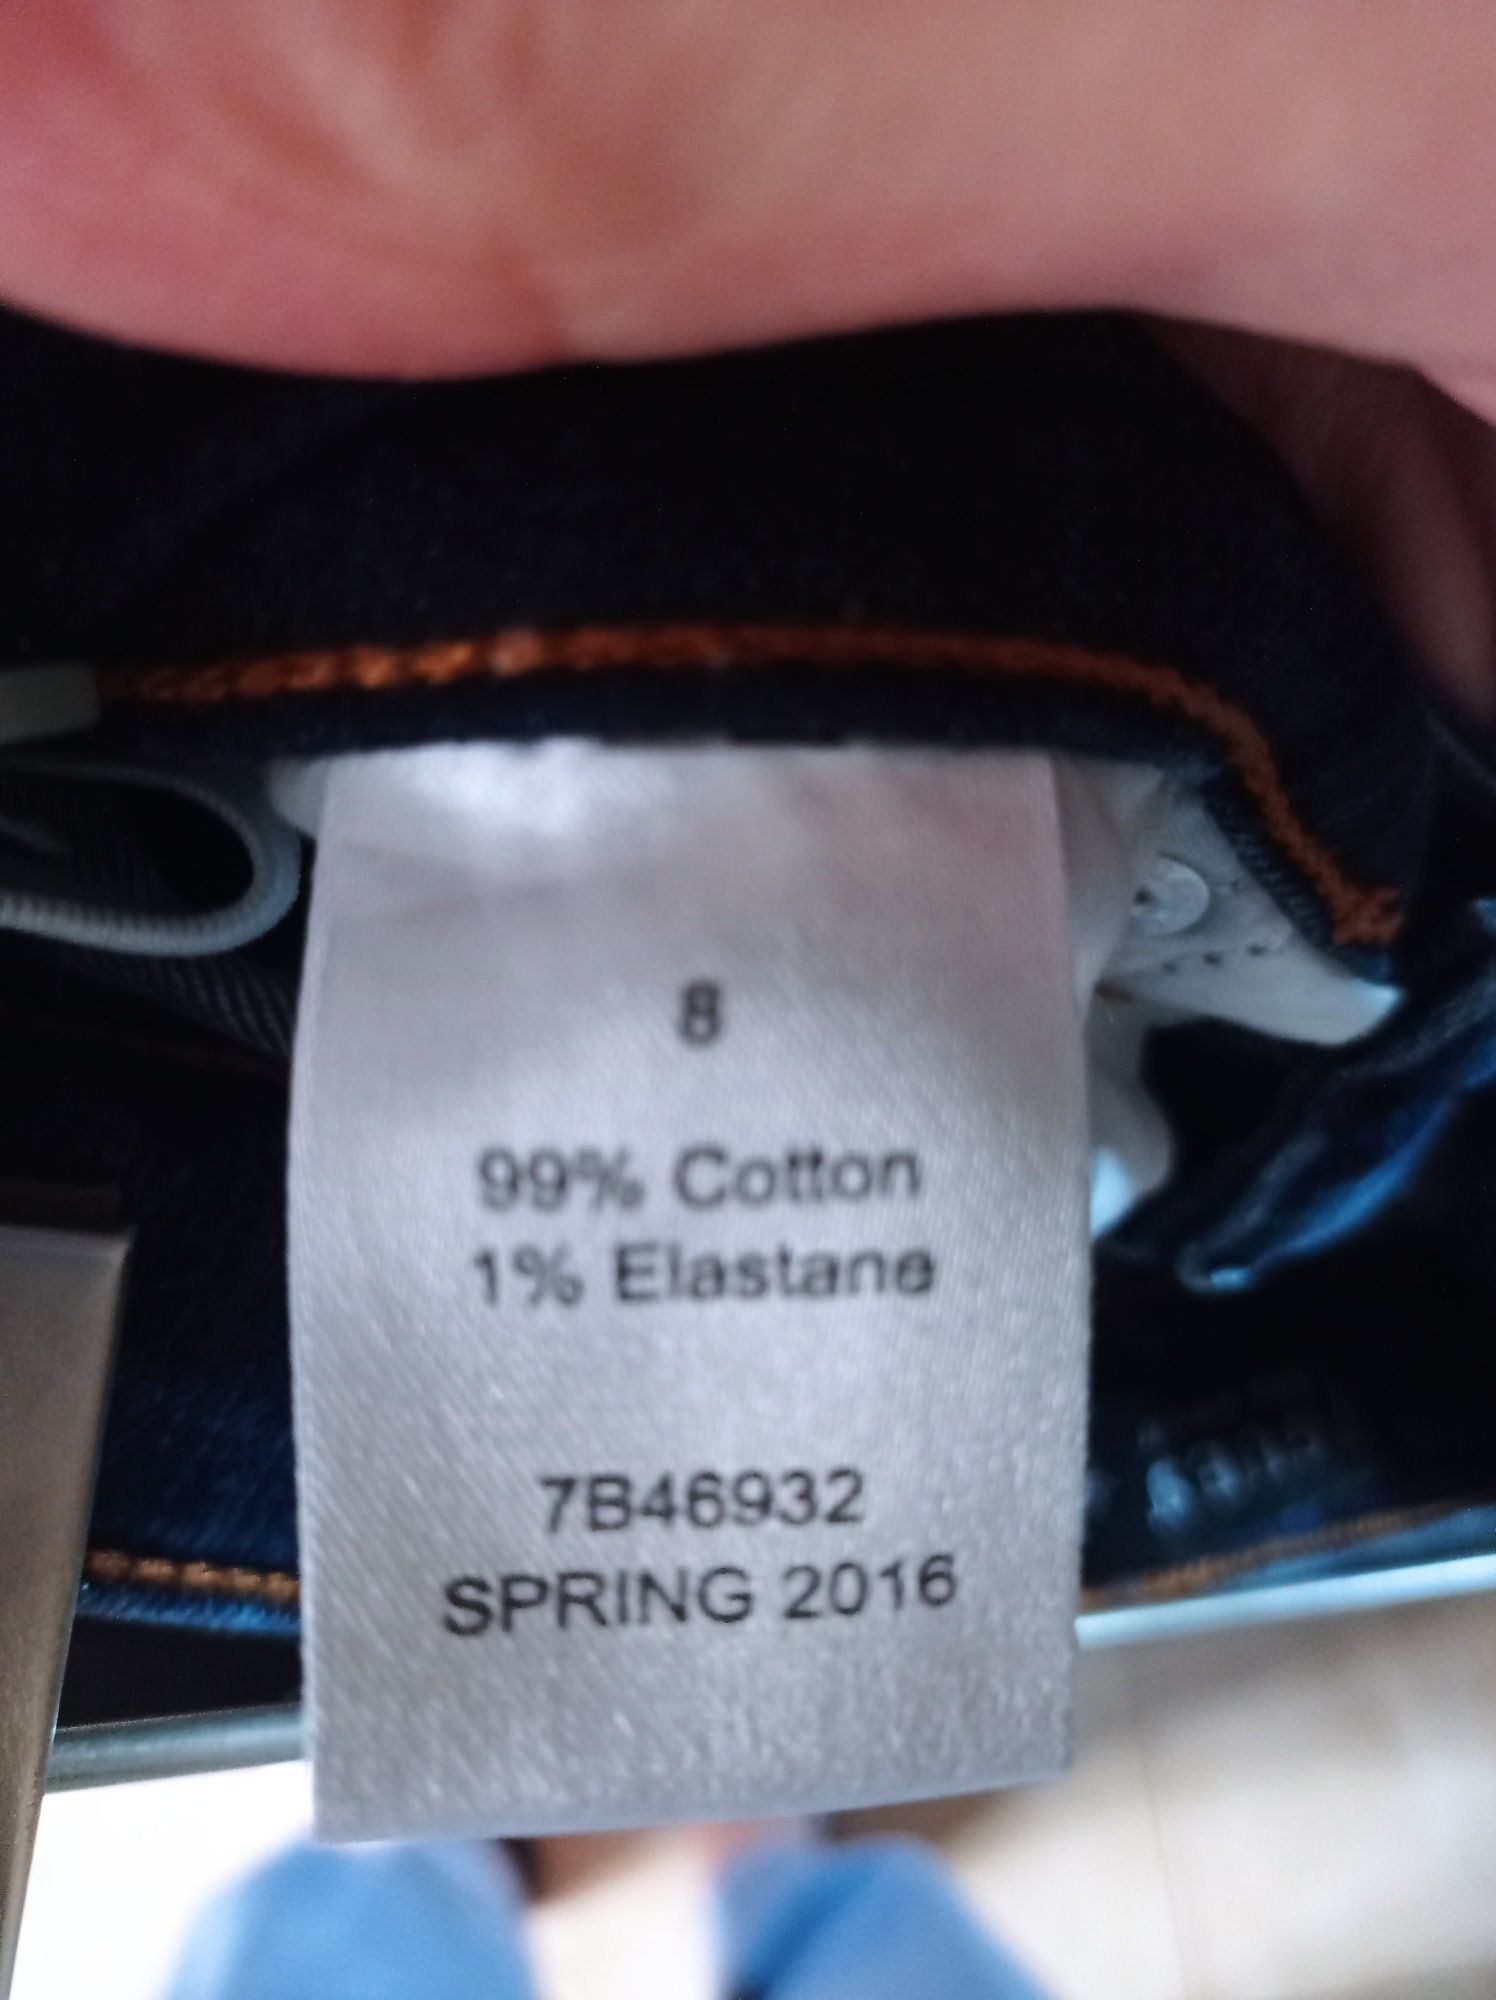 8
99% Cotton
1% Elastane
7B46932
SPRING 2016